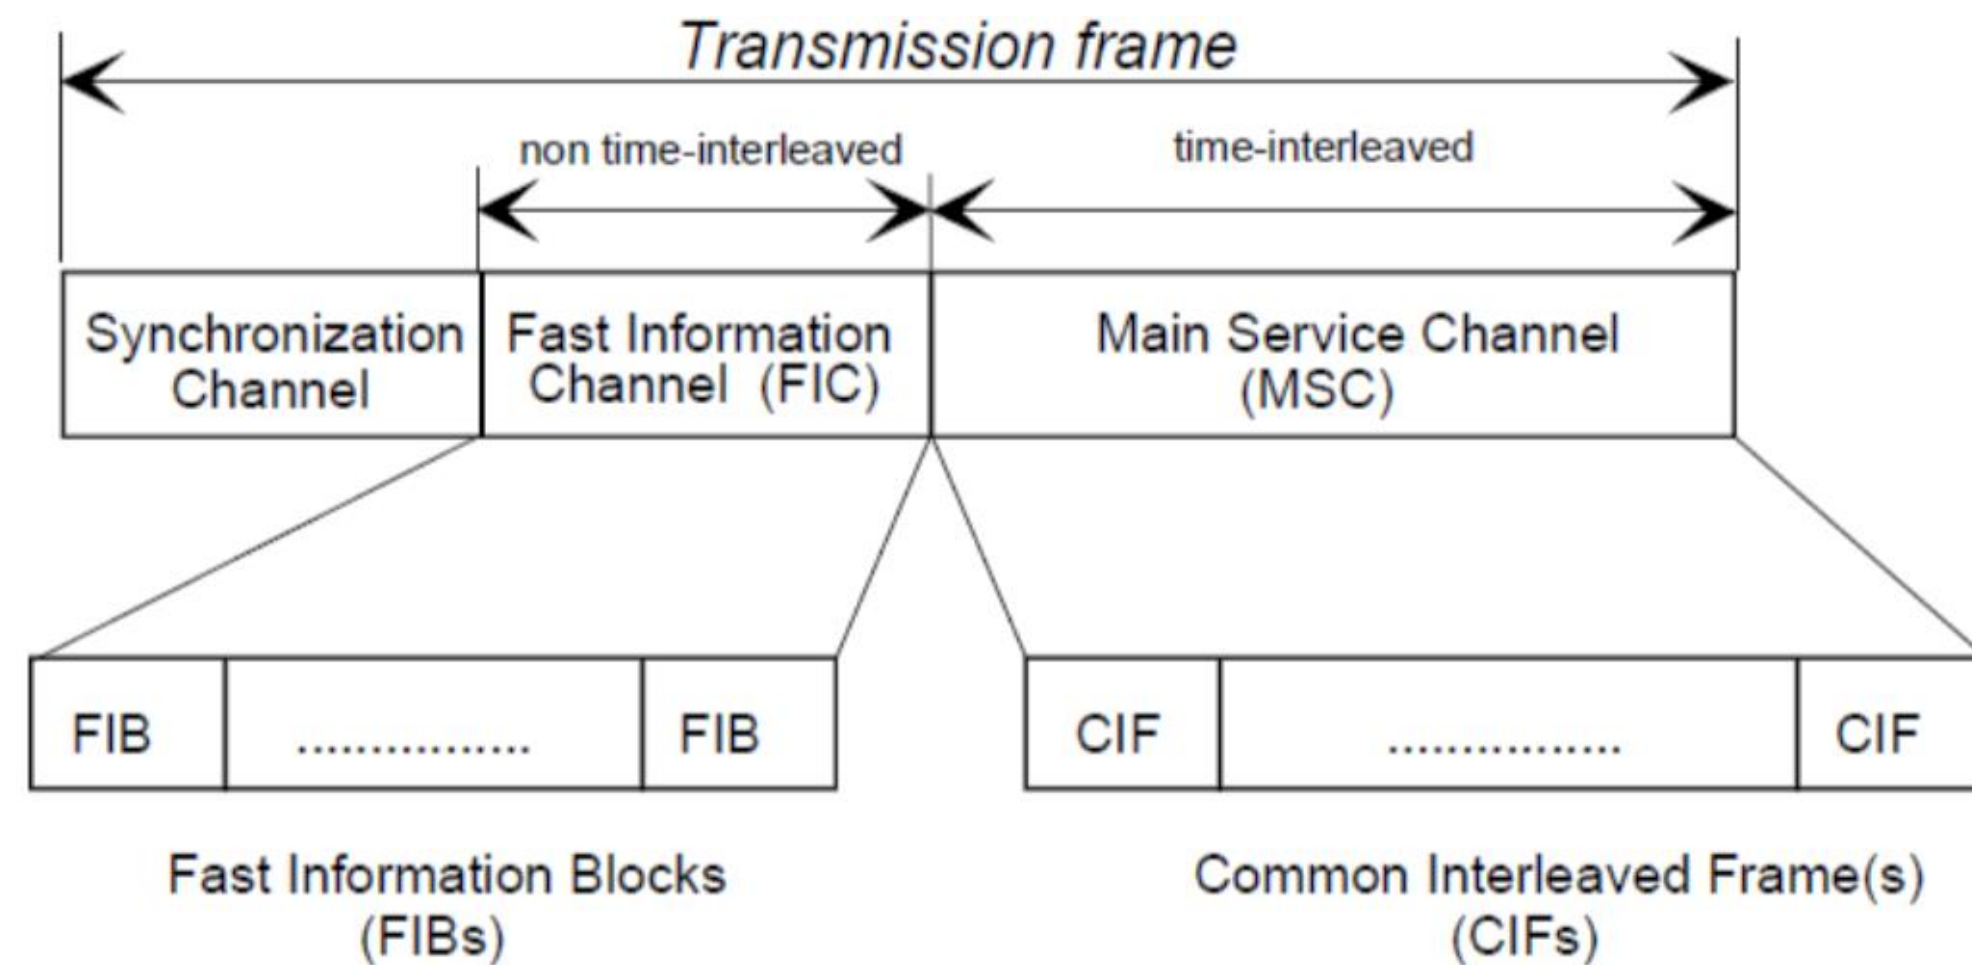 Transmission frame
non time-interleaved
time-interleaved
Synchronization
Channel
Fast Information
Channel (FIC)
Main Service Channel
(MSC)
FIB
................
FIB
CIF
................
CIF
Fast Information Blocks
(FIBs)
Common Interleaved Frame(s)
(CIFs)